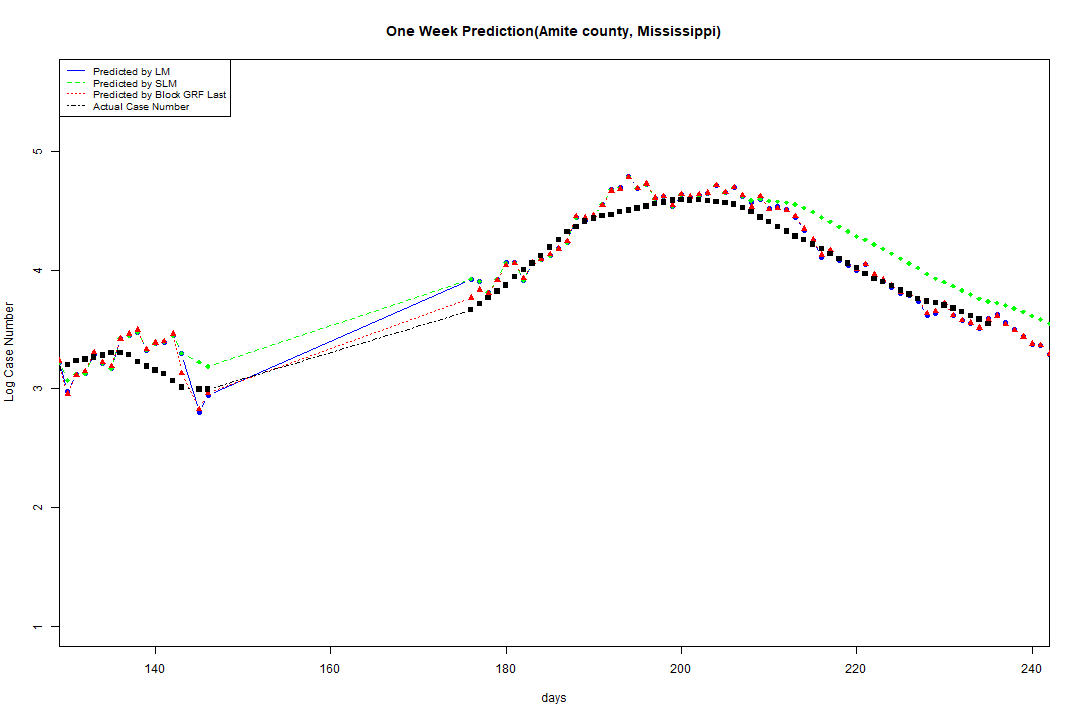 One Week Prediction(Amite county, Mississippi)
Predicted by LM
Predicted by SLM
Predicted by Block GRF Last
Actual Case Number
5
4
3
2
1
Log Case Number
140 160 180 200 220 240
days